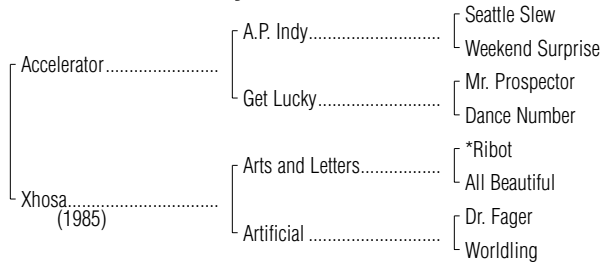 Seattle Slew
A.P. Indy
Weekend Surprise
Accelerator
Mr. Prospector
Get Lucky
Dance Number
*Ribot
Arts and Letters
All Beautiful
Xhosa
(1985)
Dr. Fager
Artificial
Worldling